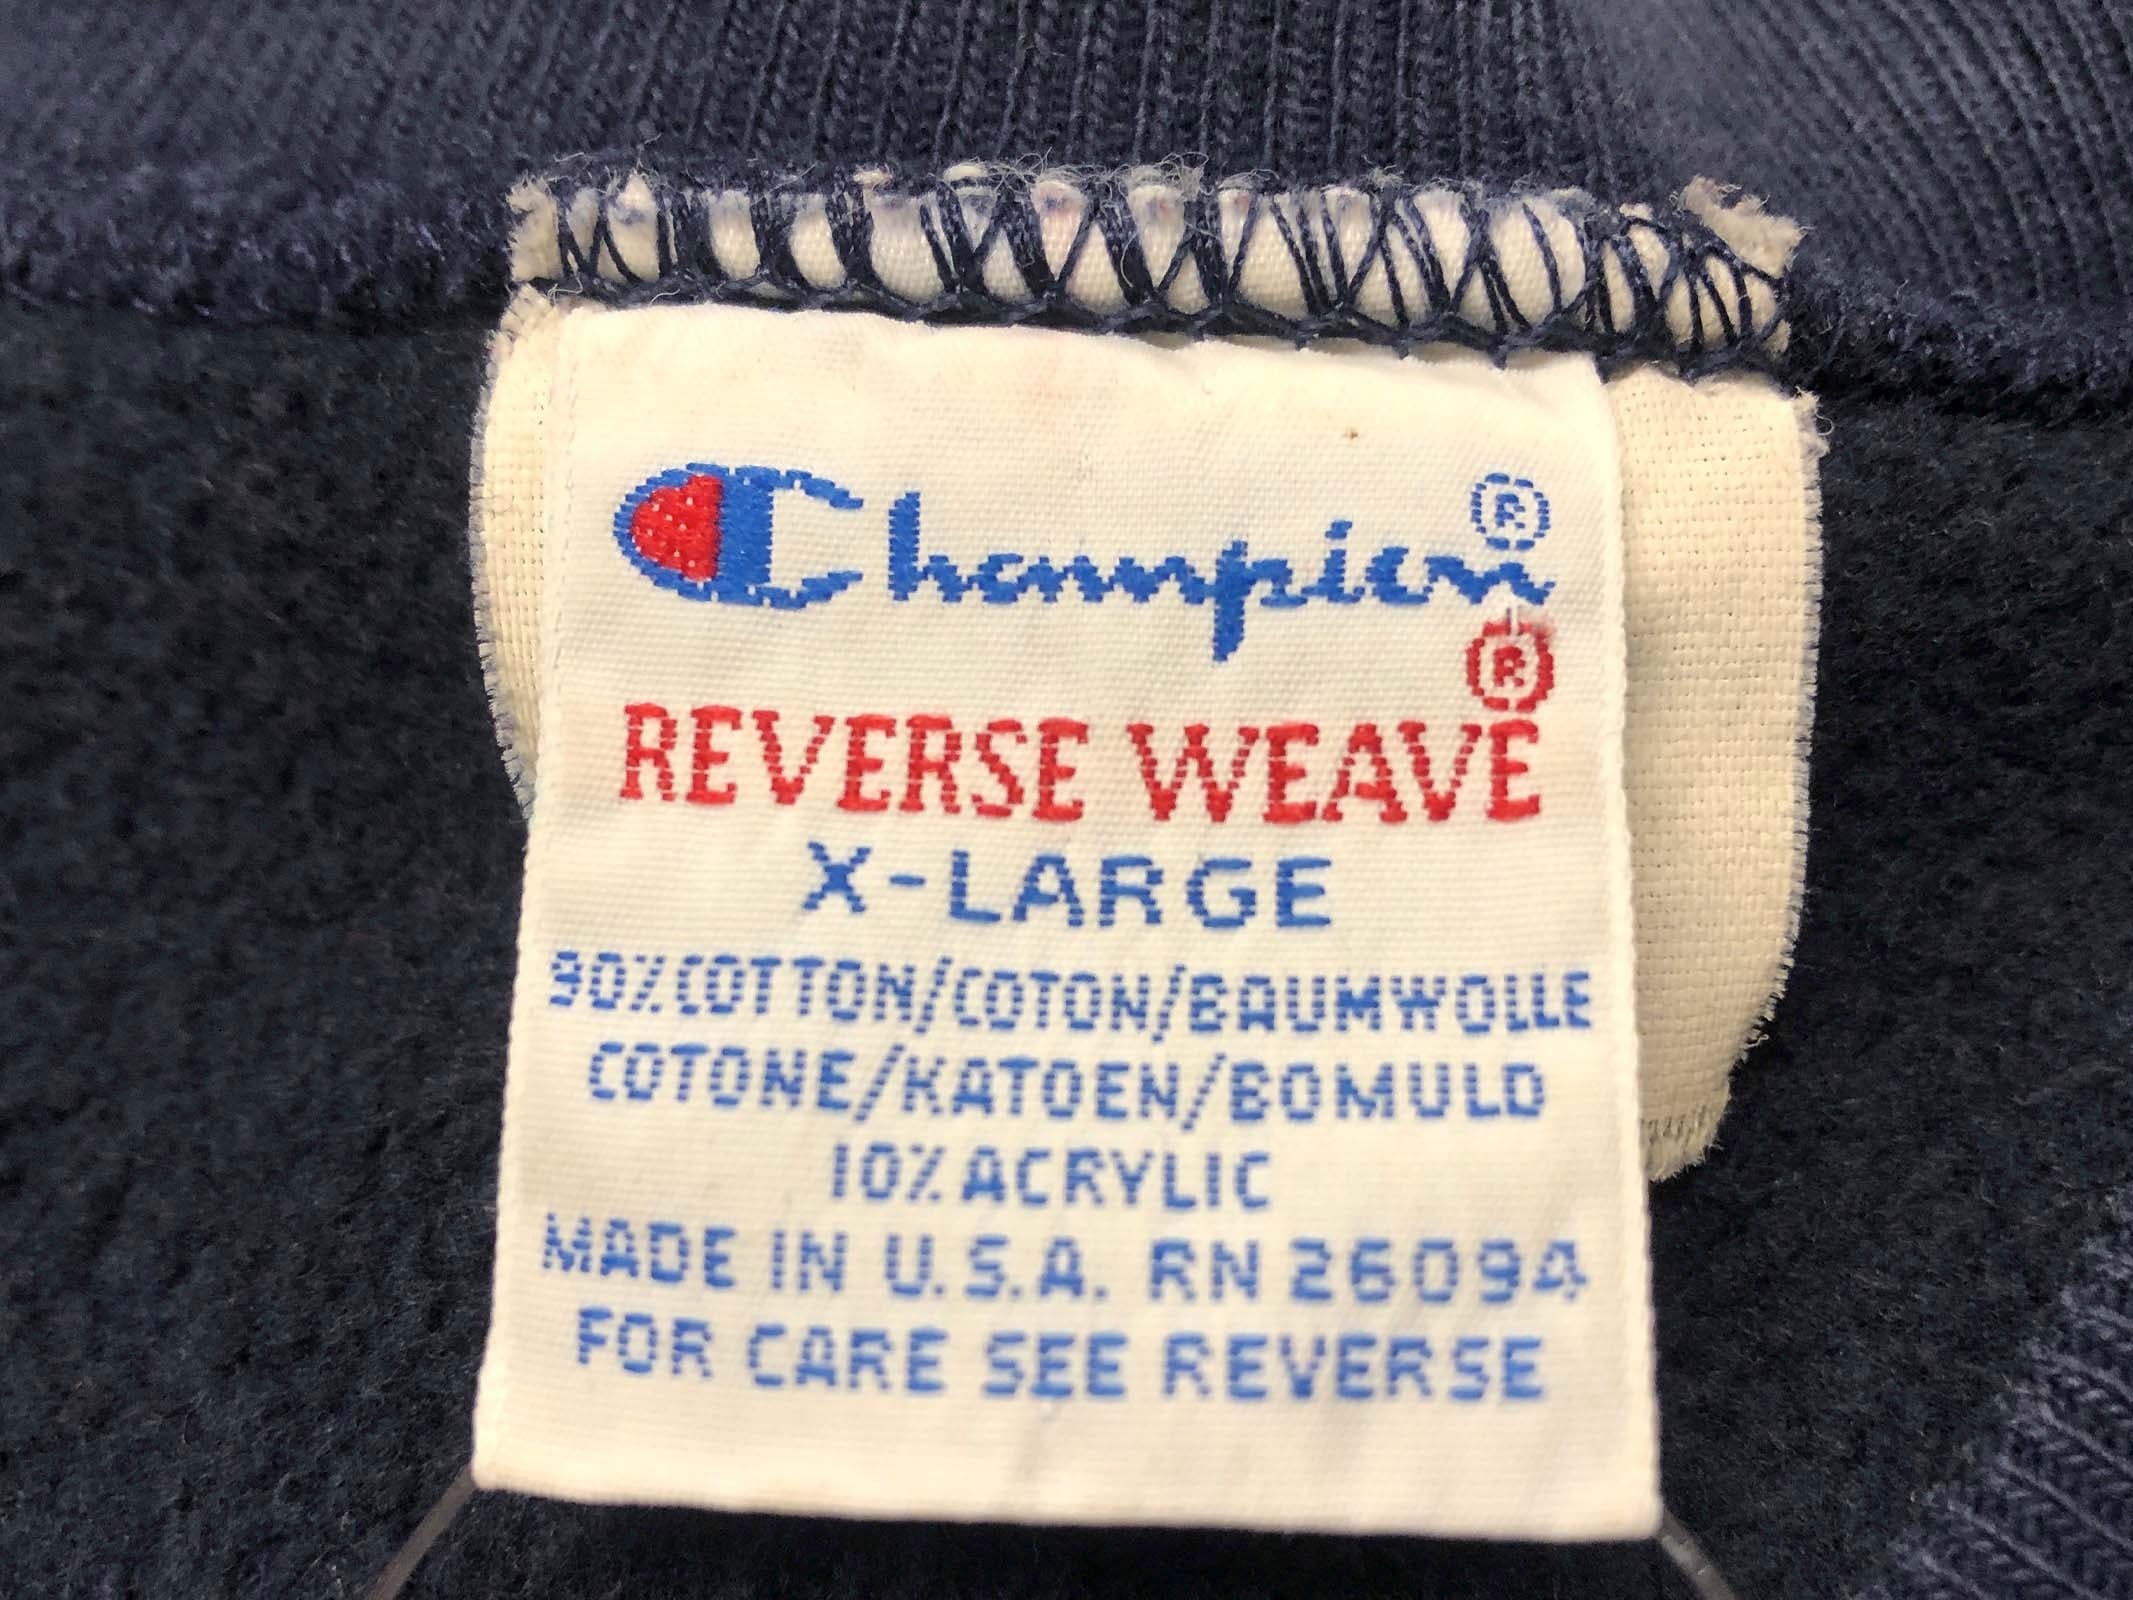 Champion®
®
REVERSE WEAVE
X-LARGE
90% COTTON/COTON/BAUMWOLLE
COTONE/KATOEN/BOMULD
10% ACRYLIC
MADE IN U.S.A. RN 26094
FOR CARE SEE REVERSE